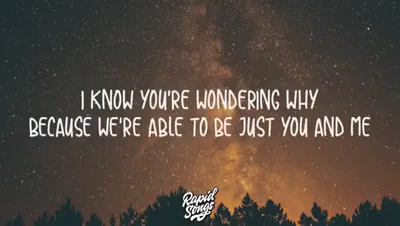 I KNOW YOU'RE WONDERING WHY
BECAUSE WE'RE ABLE TO BE JUST YOU AND ME
Rapid
Songs